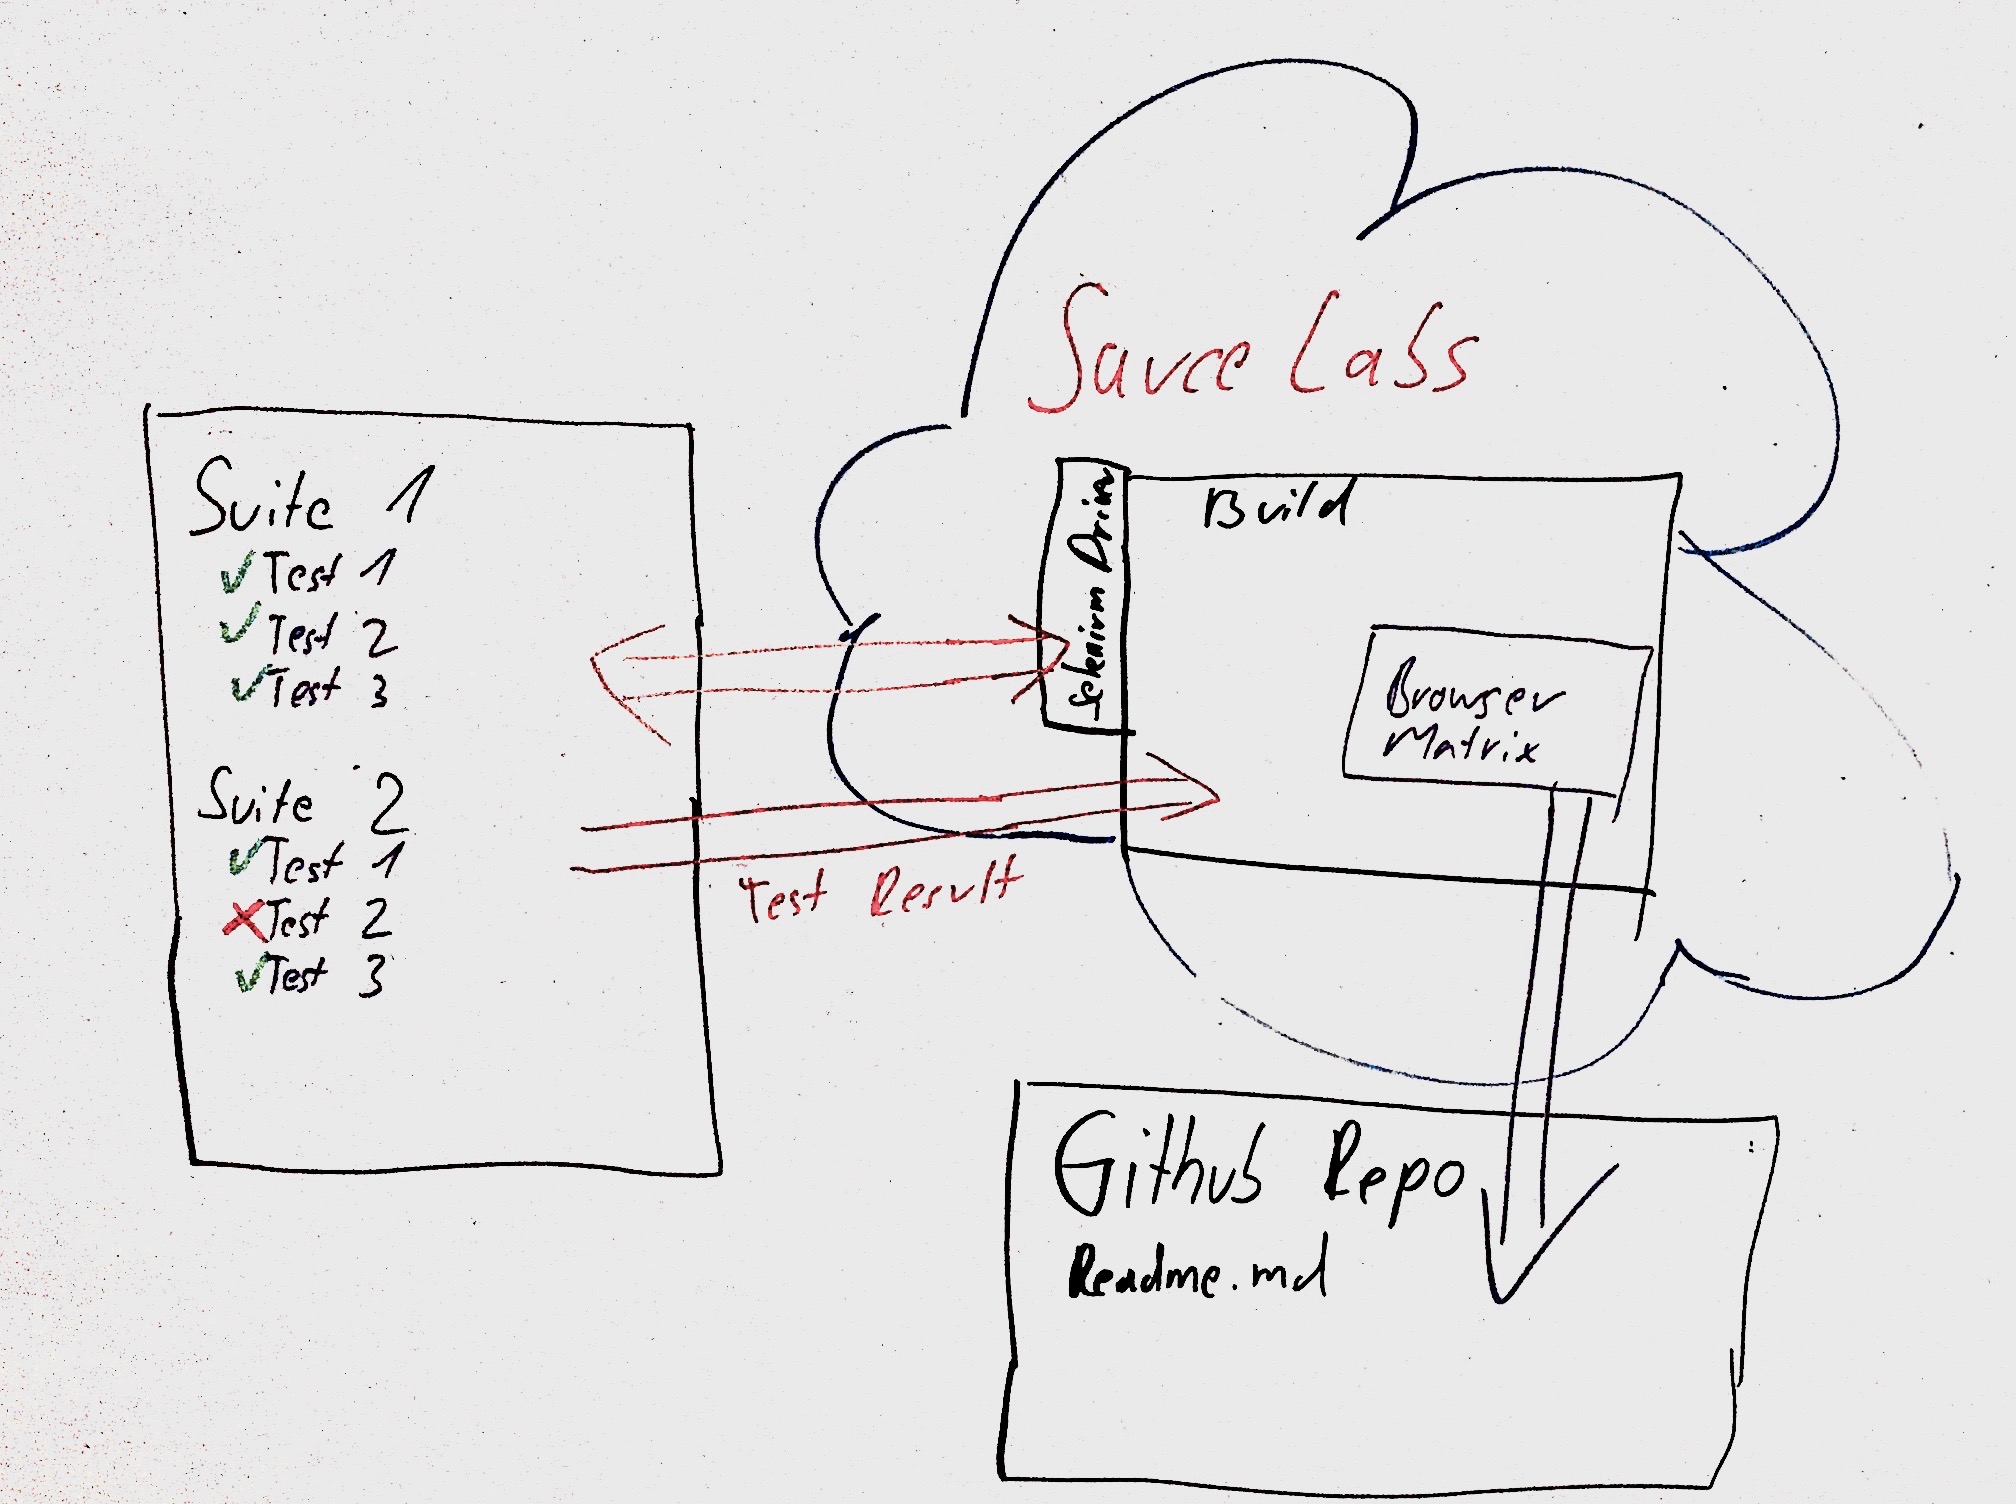 Sauce Labs
Suite 1
✓ Test 1
✓ Test 2
✓ Test 3
Suite 2
✓ Test 1
✗ Test 2
✓ Test 3
Selenium
Build
Browser
Matrix
Test Result
Github Repo
Readme.md